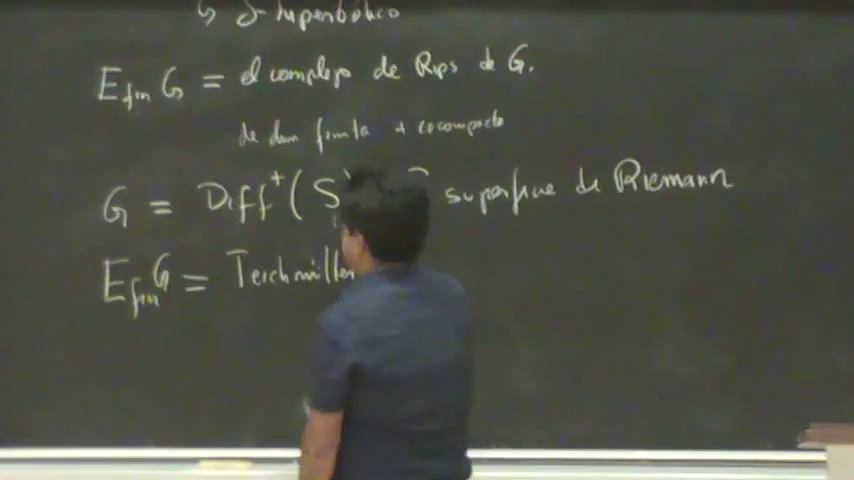 ↳ δ-hiperbólico
E_fin G = el complejo de Rips de G.
de dim finita + cocompacto
G = Diff⁺(S superficie de Riemann
E_fin G = Teichmüller